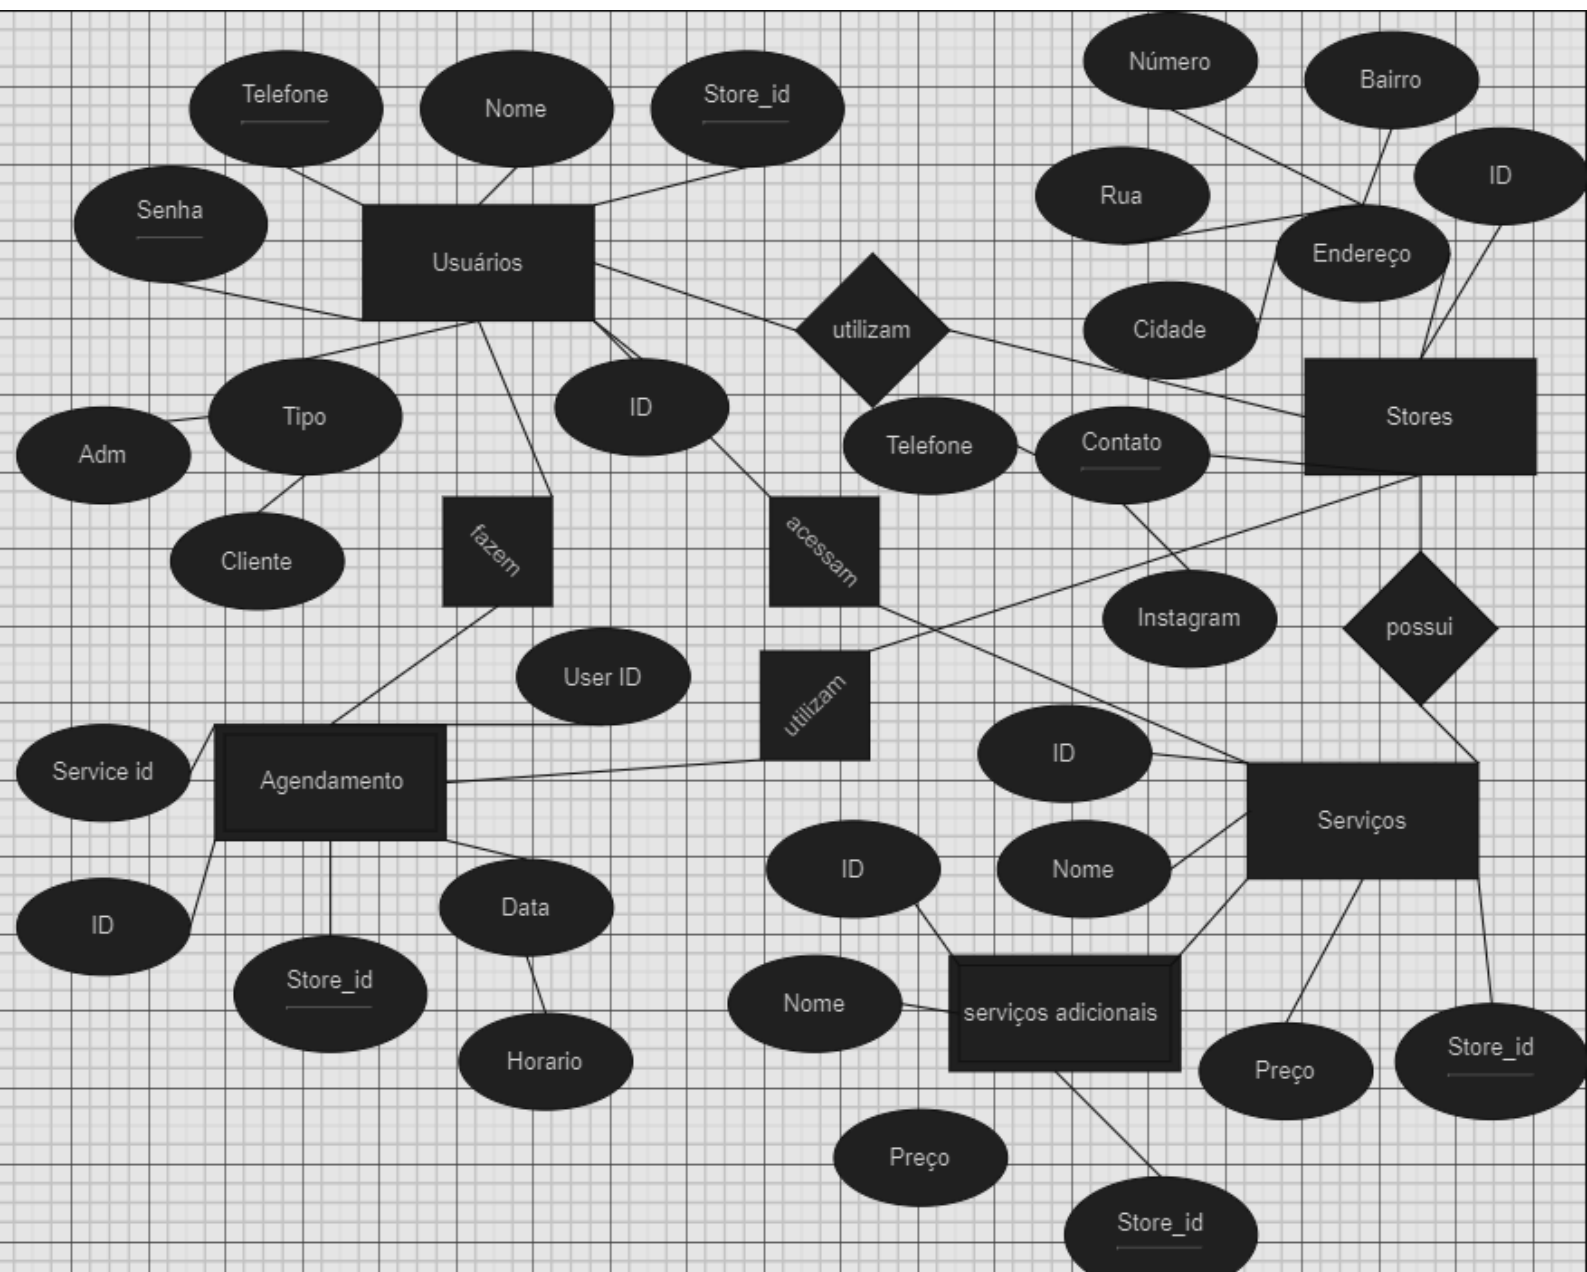 Número
Bairro
Telefone
Nome
Store_id
ID
Rua
Senha
Endereço
Usuários
utilizam
Cidade
Tipo
ID
Stores
Adm
Telefone
Contato
fazem
acessam
Cliente
Instagram
possui
User ID
utilizam
Service id
Agendamento
ID
Serviços
ID
Nome
Data
ID
Store_id
Nome
serviços adicionais
Horario
Preço
Store_id
Preço
Store_id